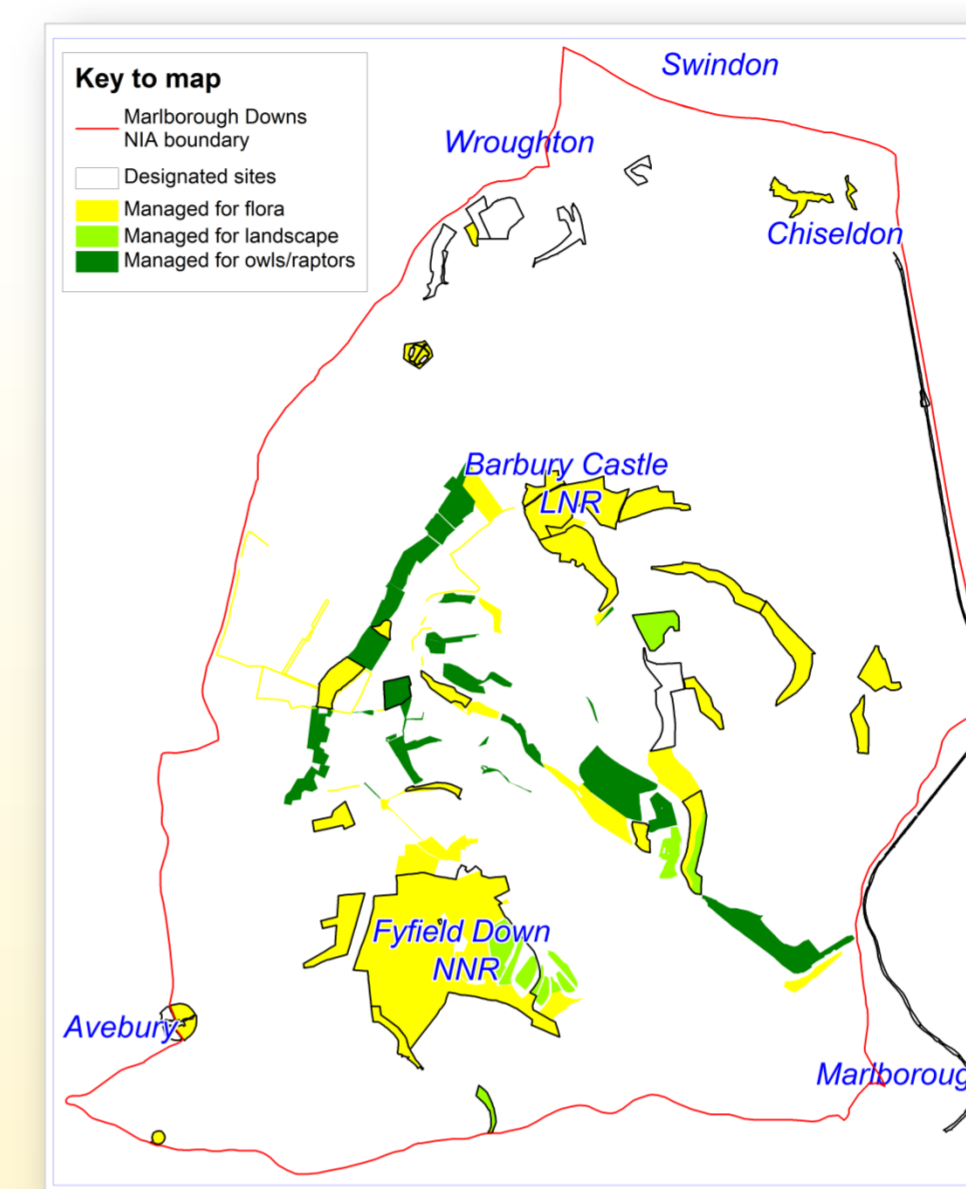 Key to map
Marlborough Downs
NIA boundary
Designated sites
Managed for flora
Managed for landscape
Managed for owls/raptors
Swindon
Wroughton
Chiseldon
Barbury Castle
LNR
Fyfield Down
NNR
Avebury
Marlboroug